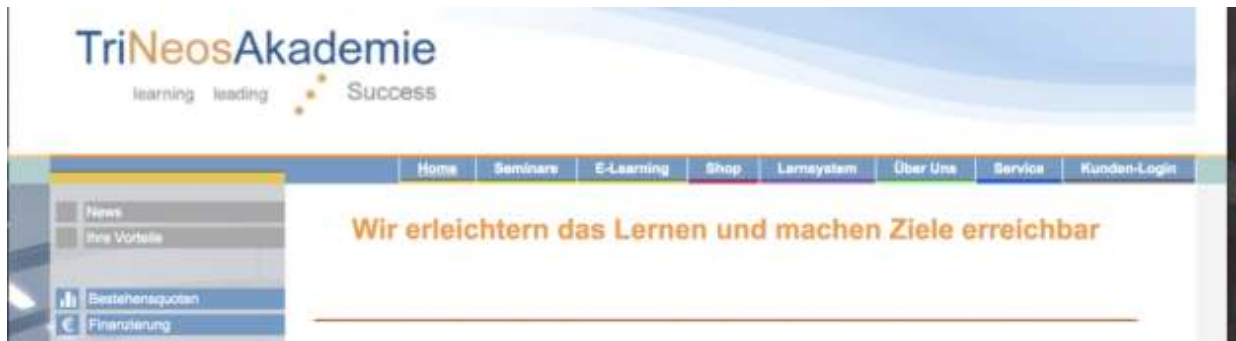 TriNeosAkademie
learning leading Success
Home Seminare E-Learning Shop Lernsystem Über Uns Service Kunden-Login
News
Ihre Vorteile
Wir erleichtern das Lernen und machen Ziele erreichbar
Bestehensquoten
€ Finanzierung